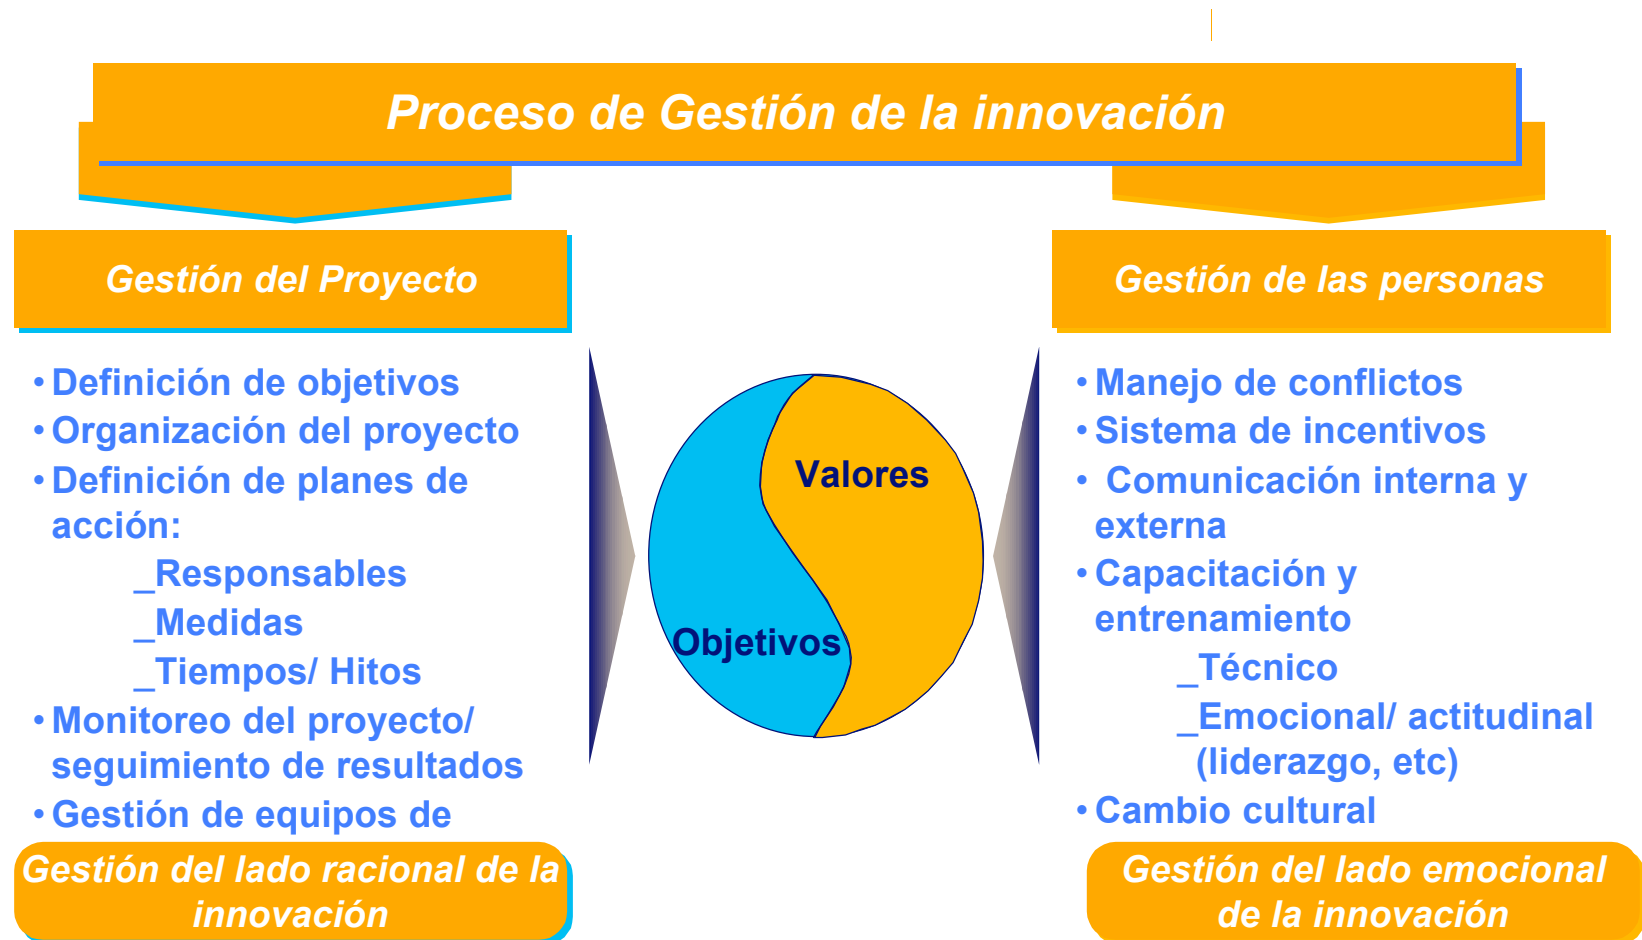 Proceso de Gestión de la innovación
Gestión del Proyecto
• Definición de objetivos
• Organización del proyecto
• Definición de planes de
acción:
_Responsables
_Medidas
_Tiempos/ Hitos
• Monitoreo del proyecto/
seguimiento de resultados
• Gestión de equipos de
Gestión del lado racional de la
innovación
Valores
Objetivos
Gestión de las personas
• Manejo de conflictos
• Sistema de incentivos
• Comunicación interna y
externa
• Capacitación y
entrenamiento
_Técnico
_Emocional/ actitudinal
(liderazgo, etc)
• Cambio cultural
Gestión del lado emocional
de la innovación